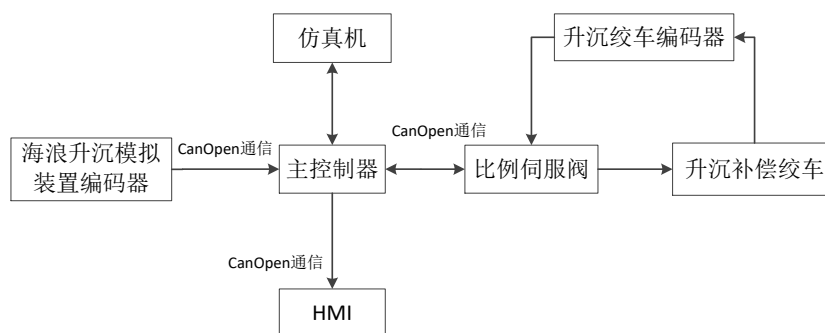 仿真机
升沉绞车编码器
CanOpen通信
CanOpen通信
海浪升沉模拟
装置编码器
主控制器
比例伺服阀
升沉补偿绞车
CanOpen通信
HMI